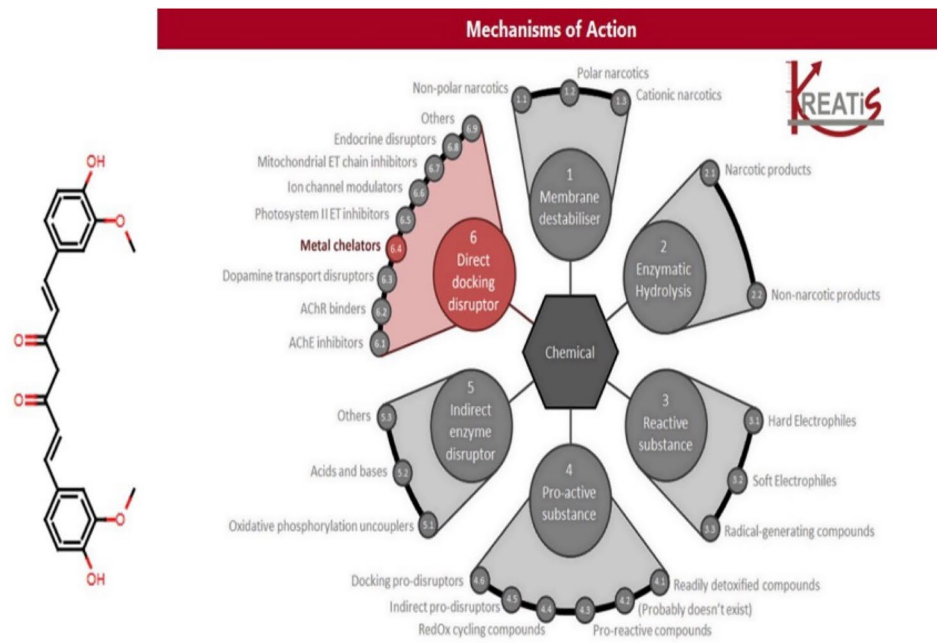 Mechanisms of Action
KREATiS
Non-polar narcotics
Polar narcotics
Cationic narcotics
1.1
1.2
1.3
1
Membrane
destabiliser
Narcotic products
Non-narcotic products
2.1
2.2
2
Enzymatic
Hydrolysis
Hard Electrophiles
Soft Electrophiles
Radical-generating compounds
3.1
3.2
3.3
3
Reactive
substance
4
Pro-active
substance
4.1
4.2
4.3
4.4
4.5
4.6
Readily detoxified compounds
(Probably doesn't exist)
Pro-reactive compounds
RedOx cycling compounds
Indirect pro-disruptors
Docking pro-disruptors
5
Indirect
enzyme
disruptor
5.3
5.2
5.1
Others
Acids and bases
Oxidative phosphorylation uncouplers
6
Direct
docking
disruptor
Others
6.9
Endocrine disruptors
6.8
Mitochondrial ET chain inhibitors
6.7
Ion channel modulators
6.6
Photosystem II ET inhibitors
6.5
Metal chelators
6.4
Dopamine transport disruptors
6.3
AChR binders
6.2
AChE inhibitors
6.1
Chemical
OH
O
O
O
O
OH